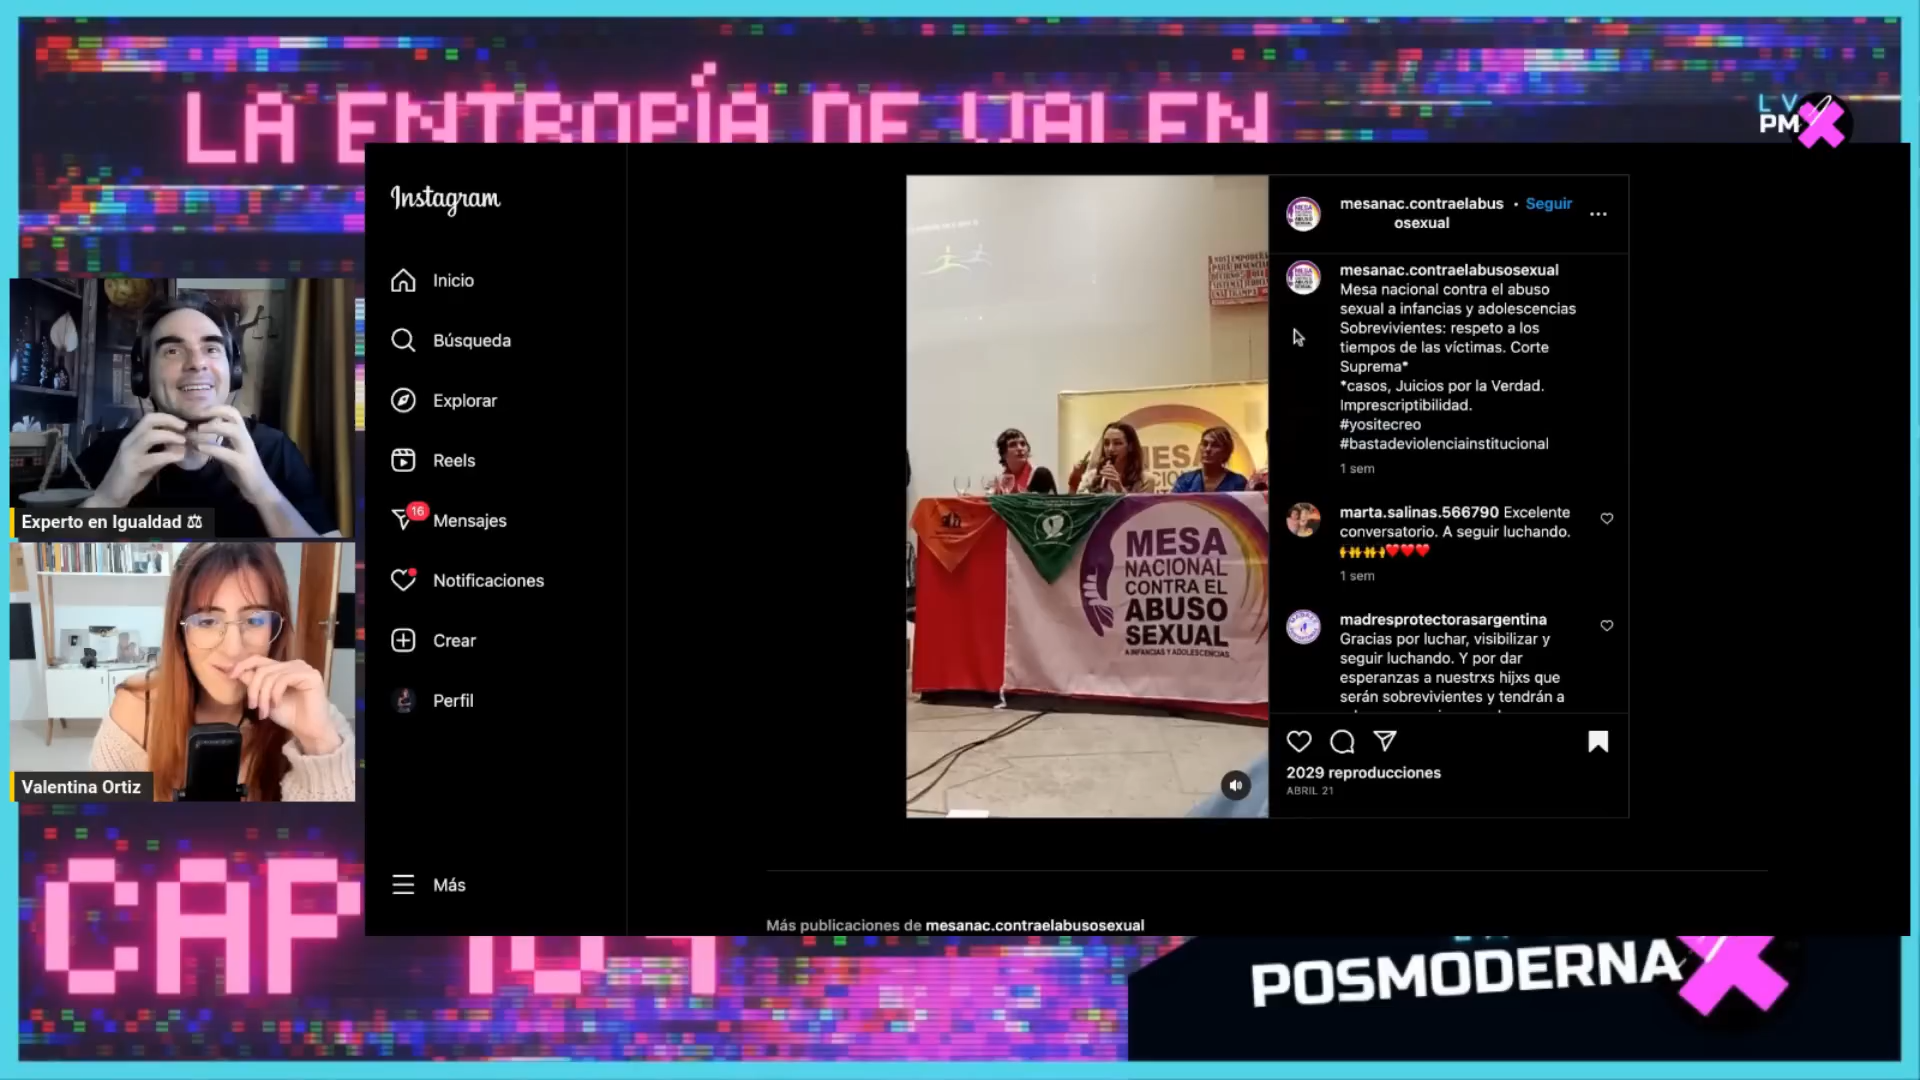 LA ENTROPÍA DE VALEN
LV
PM
Instagram
Inicio
Búsqueda
Explorar
Reels
16
Mensajes
Notificaciones
Crear
Perfil
Más
Experto en Igualdad
Valentina Ortiz
MESA
NACIONAL
CONTRA EL
ABUSO
SEXUAL
A INFANCIAS Y ADOLESCENCIAS
mesanac.contraelabus
osexual
• Seguir
mesanac.contraelabusosexual
Mesa nacional contra el abuso
sexual a infancias y adolescencias
Sobrevivientes: respeto a los
tiempos de las víctimas. Corte
Suprema*
*casos, Juicios por la Verdad.
Imprescriptibilidad.
#yositecreo
#bastadeviolenciainstitucional
1 sem
marta.salinas.566790 Excelente
conversatorio. A seguir luchando.
1 sem
madresprotectorasargentina
Gracias por luchar, visibilizar y
seguir luchando. Y por dar
esperanzas a nuestrxs hijxs que
serán sobrevivientes y tendrán a
2029 reproducciones
ABRIL 21
Más publicaciones de mesanac.contraelabusosexual
CAP
POSMODERNA